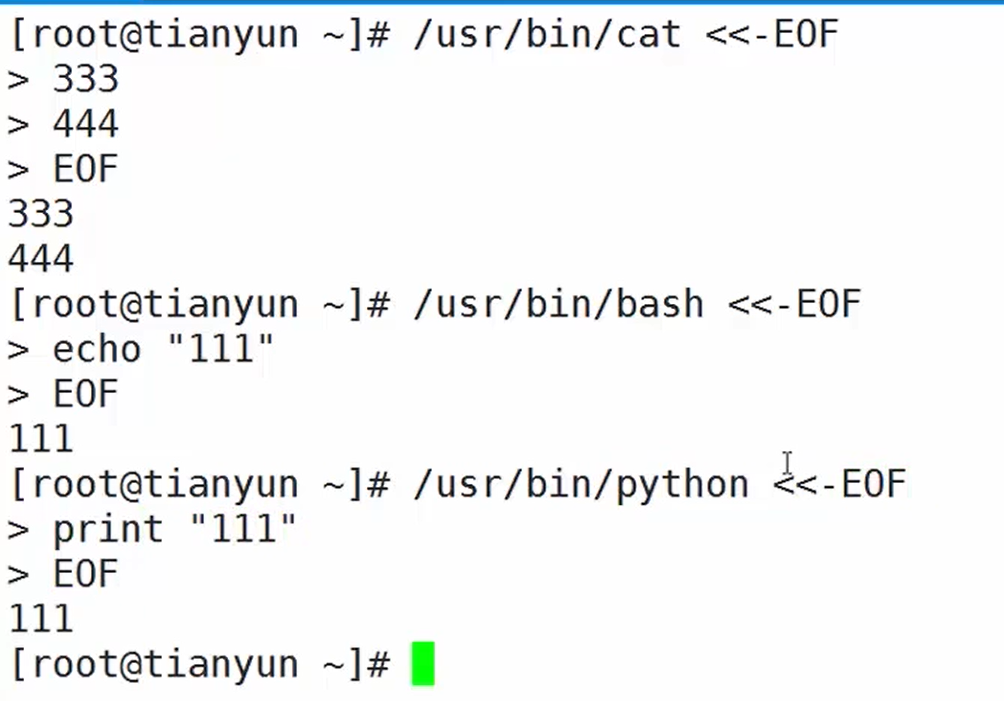 [root@tianyun ~]# /usr/bin/cat <<-EOF
> 333
> 444
> EOF
333
444
[root@tianyun ~]# /usr/bin/bash <<-EOF
> echo "111"
> EOF
111
[root@tianyun ~]# /usr/bin/python <<-EOF
> print "111"
> EOF
111
[root@tianyun ~]#